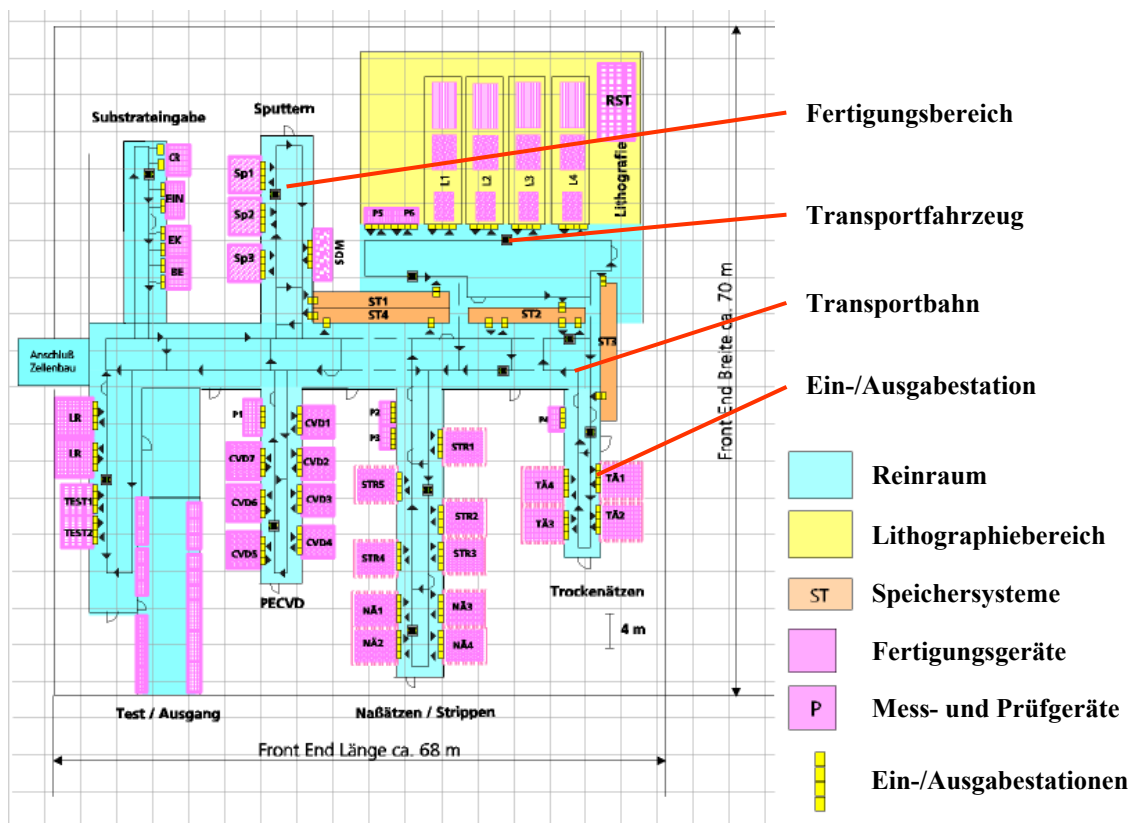 Substrateingabe
CR
EIN
EK
BE
Sputtern
Sp1
Sp2
Sp3
SDM
P5
P6
L1
L2
L3
L4
RST
Lithografie
ST1
ST4
ST2
ST3
Anschluß
Zellenbau
LR
LR
TEST1
TEST2
P1
CVD1
CVD7
CVD2
CVD6
CVD3
CVD5
CVD4
PECVD
P2
P3
STR1
STR5
STR2
STR4
STR3
NÄ1
NÄ3
NÄ2
NÄ4
P4
TÄ4
TÄ1
TÄ3
TÄ2
Trockenätzen
4 m
Test / Ausgang
Naßätzen / Strippen
Front End Länge ca. 68 m
Front End Breite ca. 70 m
Fertigungsbereich
Transportfahrzeug
Transportbahn
Ein-/Ausgabestation
Reinraum
Lithographiebereich
ST
Speichersysteme
Fertigungsgeräte
P
Mess- und Prüfgeräte
Ein-/Ausgabestationen